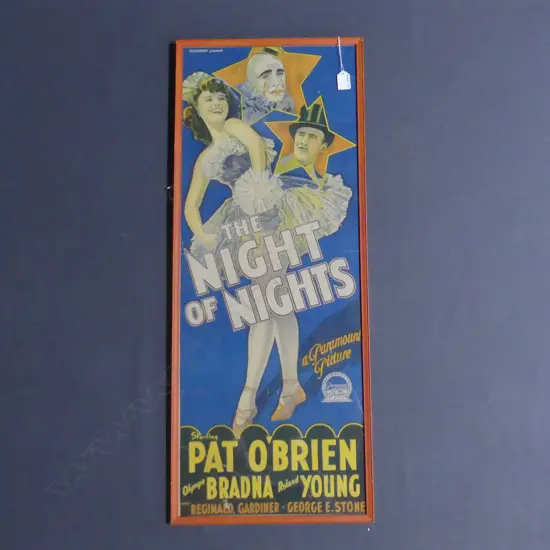 THE
NIGHT
OF NIGHTS
a Paramount
Picture
Starring
PAT O'BRIEN
Olympe BRADNA Roland YOUNG
REGINALD GARDINER · GEORGE E. STONE